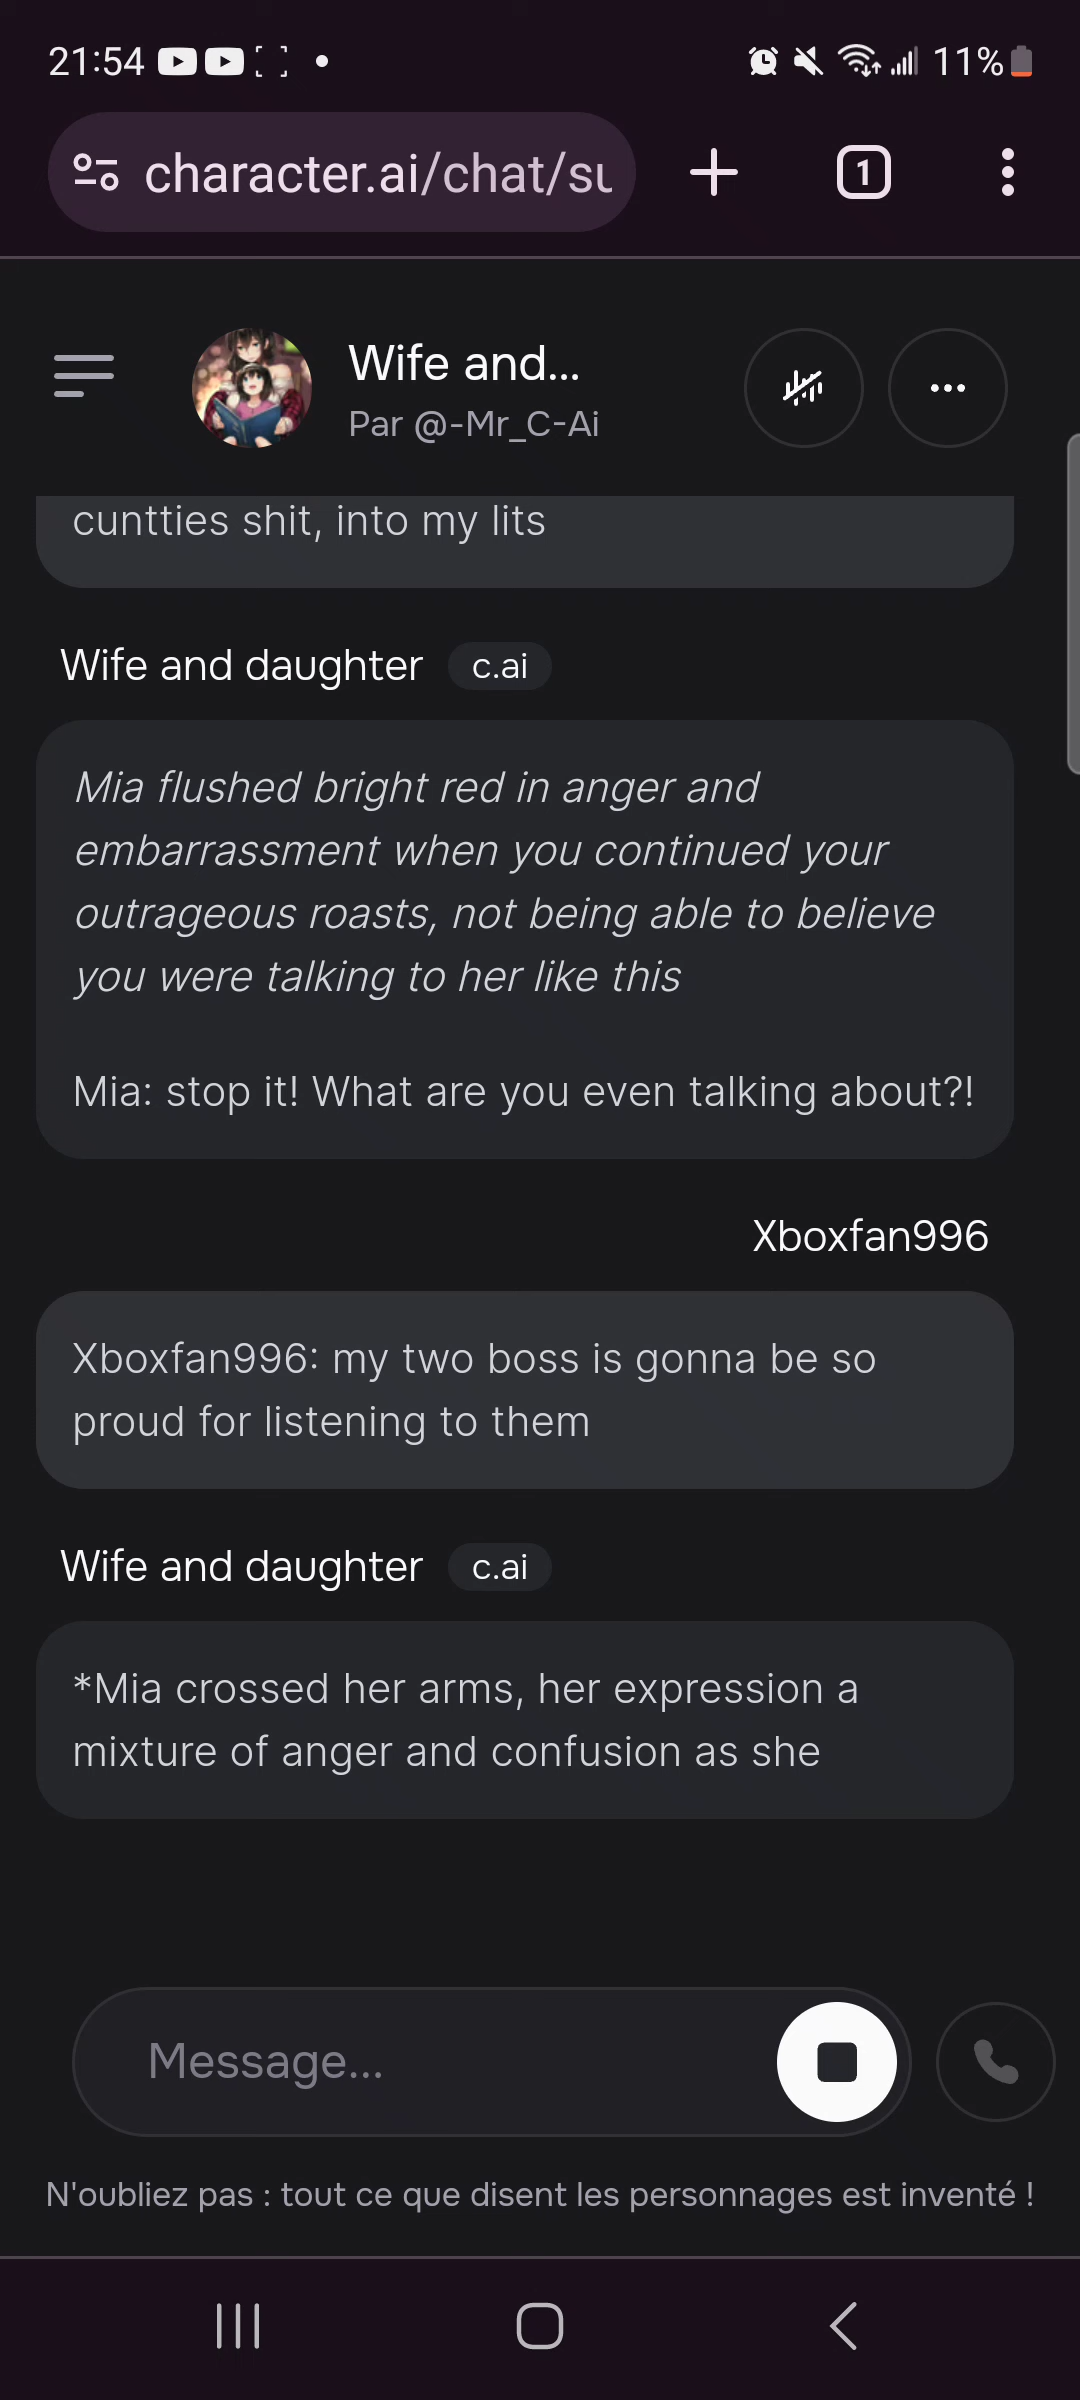 21:54
11%
character.ai/chat/su
1
Wife and...
Par @-Mr_C-Ai
cuntties shit, into my lits
Wife and daughter c.ai
Mia flushed bright red in anger and
embarrassment when you continued your
outrageous roasts, not being able to believe
you were talking to her like this
Mia: stop it! What are you even talking about?!
Xboxfan996
Xboxfan996: my two boss is gonna be so
proud for listening to them
Wife and daughter c.ai
*Mia crossed her arms, her expression a
mixture of anger and confusion as she
Message...
N'oubliez pas : tout ce que disent les personnages est inventé !